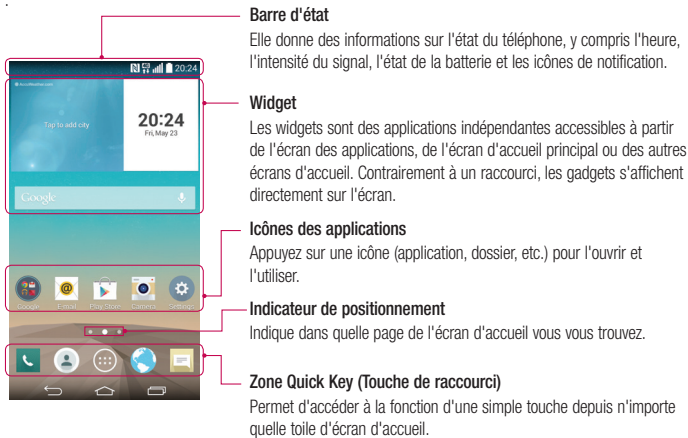 Barre d'état
Elle donne des informations sur l'état du téléphone, y compris l'heure,
l'intensité du signal, l'état de la batterie et les icônes de notification.
20:24
Widget
Les widgets sont des applications indépendantes accessibles à partir
de l'écran des applications, de l'écran d'accueil principal ou des autres
écrans d'accueil. Contrairement à un raccourci, les gadgets s'affichent
directement sur l'écran.
Tap to add city
20:24
Fri, May 23
Google
Icônes des applications
Appuyez sur une icône (application, dossier, etc.) pour l'ouvrir et
l'utiliser.
Google Email Play Store Camera Settings
Indicateur de positionnement
Indique dans quelle page de l'écran d'accueil vous vous trouvez.
Zone Quick Key (Touche de raccourci)
Permet d'accéder à la fonction d'une simple touche depuis n'importe
quelle toile d'écran d'accueil.